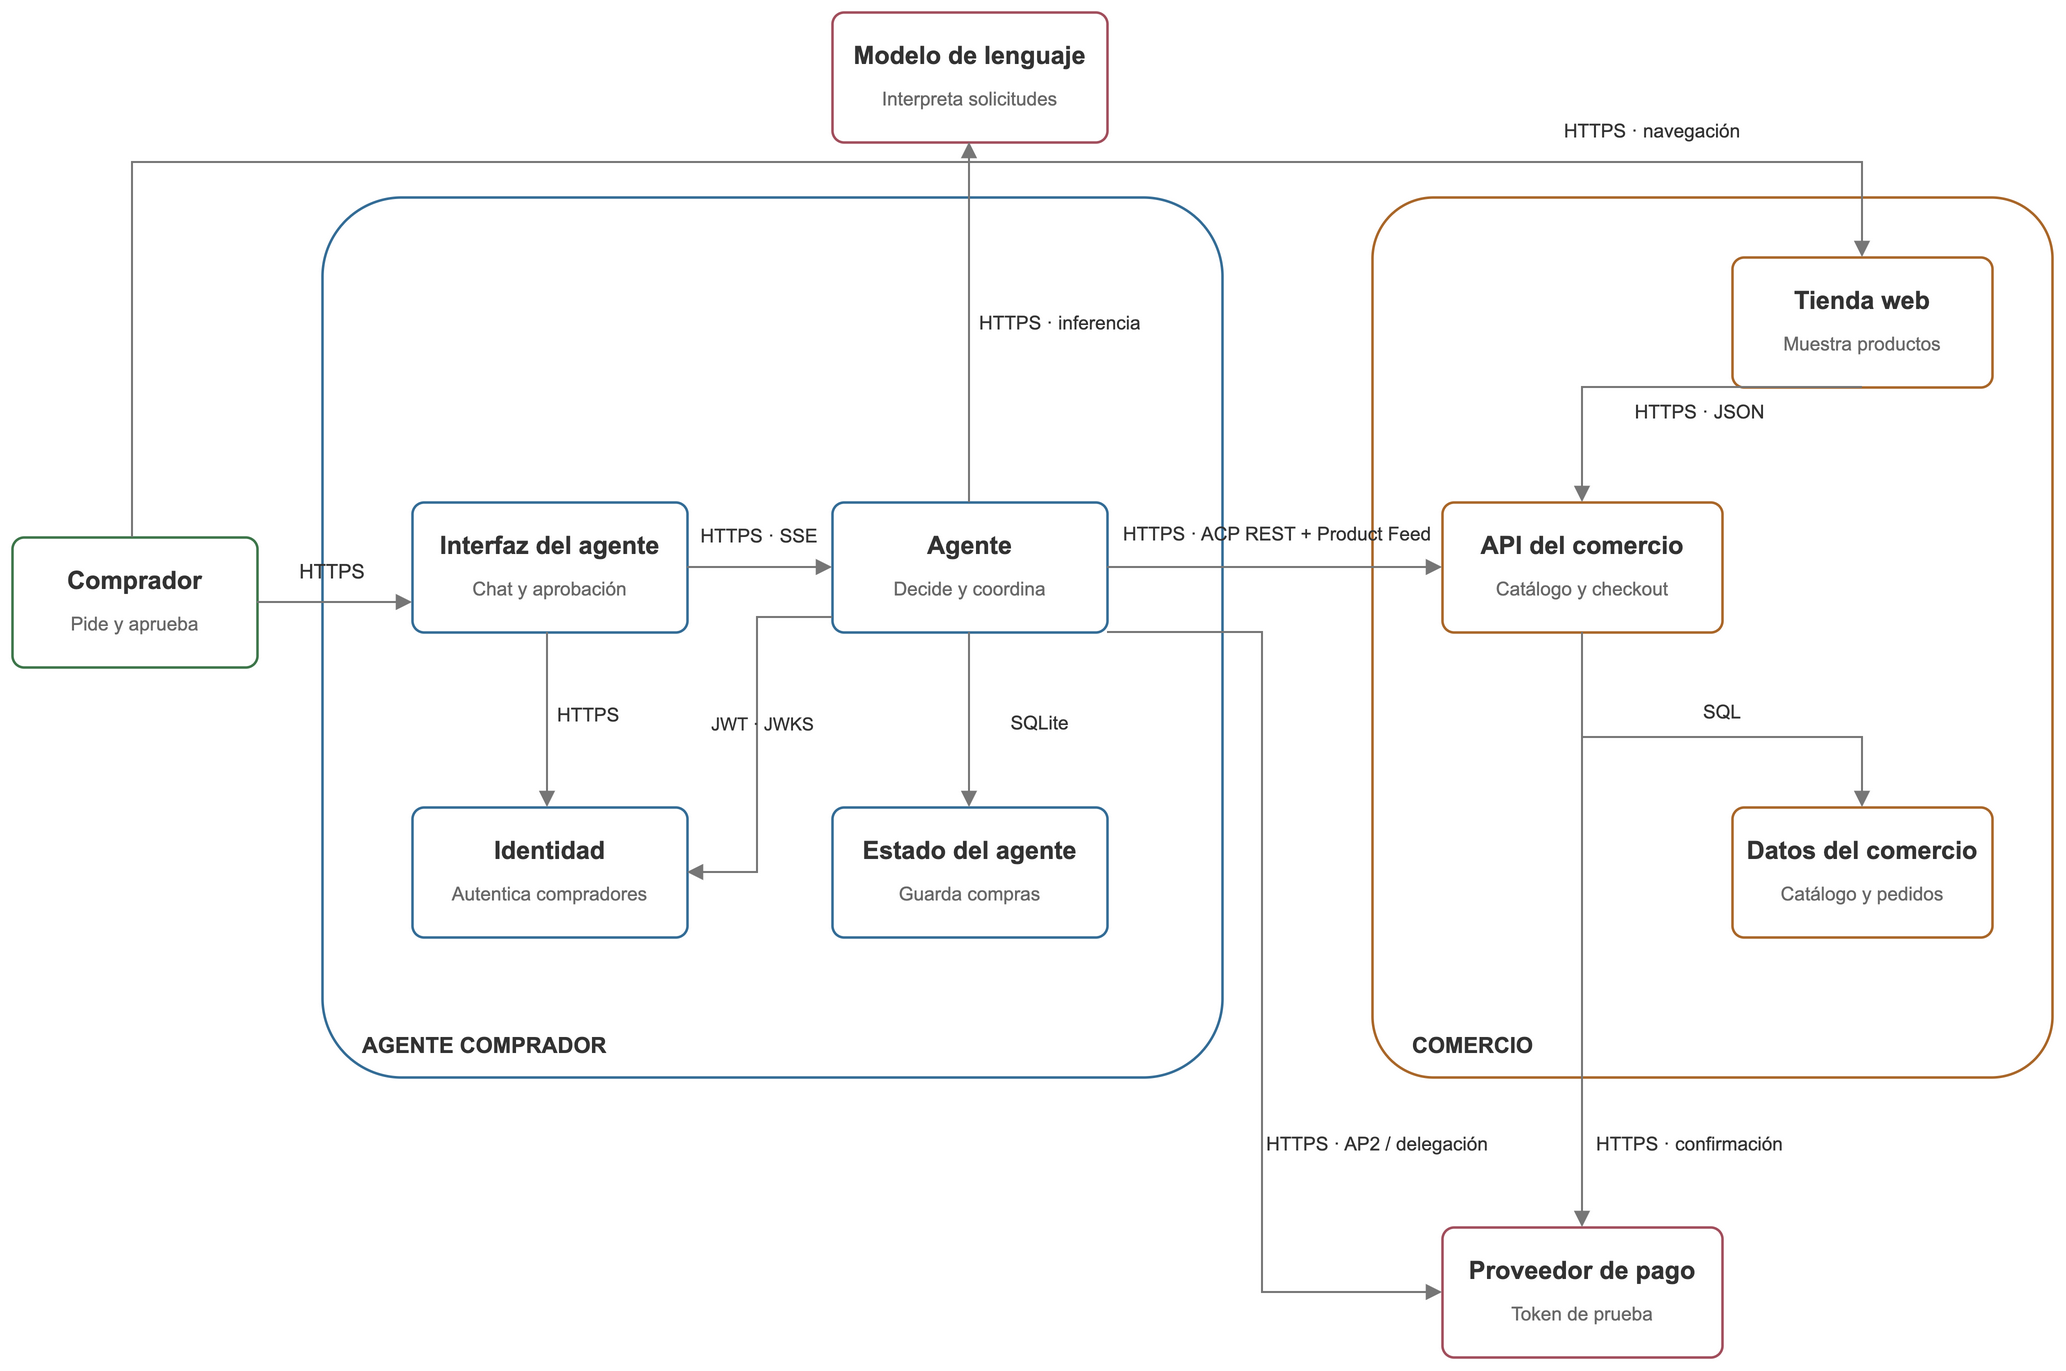 Modelo de lenguaje
Interpreta solicitudes
HTTPS · navegación
Tienda web
Muestra productos
HTTPS · inferencia
HTTPS · JSON
Comprador
Pide y aprueba
HTTPS
Interfaz del agente
Chat y aprobación
HTTPS · SSE
Agente
Decide y coordina
HTTPS · ACP REST + Product Feed
API del comercio
Catálogo y checkout
HTTPS
JWT · JWKS
SQLite
SQL
Identidad
Autentica compradores
Estado del agente
Guarda compras
Datos del comercio
Catálogo y pedidos
AGENTE COMPRADOR
COMERCIO
HTTPS · AP2 / delegación
HTTPS · confirmación
Proveedor de pago
Token de prueba